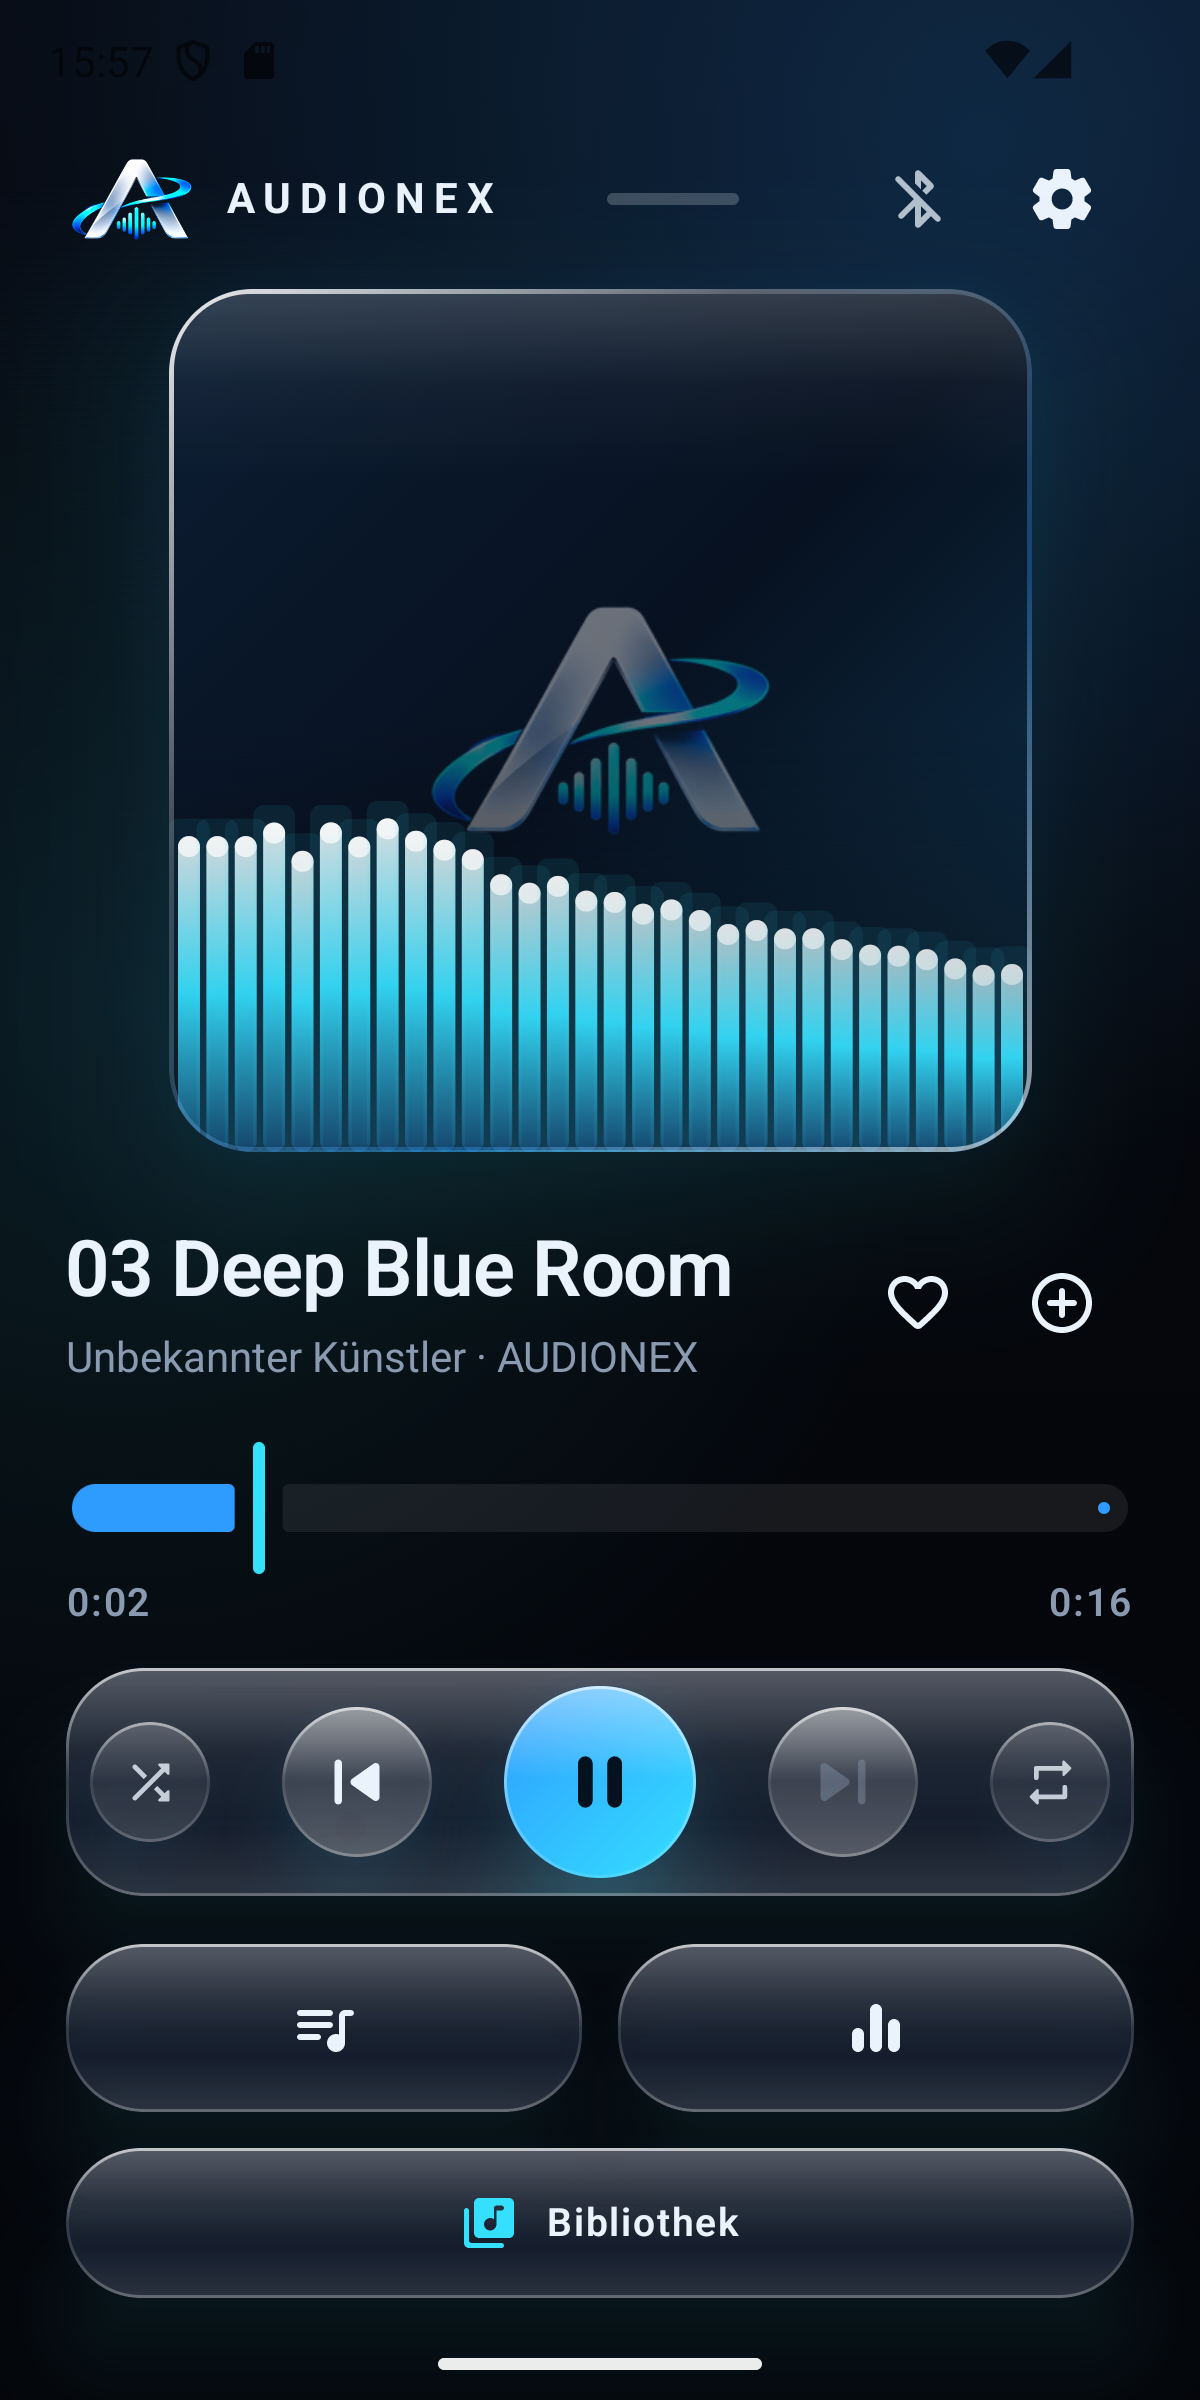 15:57
AUDIONEX
03 Deep Blue Room
Unbekannter Künstler · AUDIONEX
0:02
0:16
Bibliothek